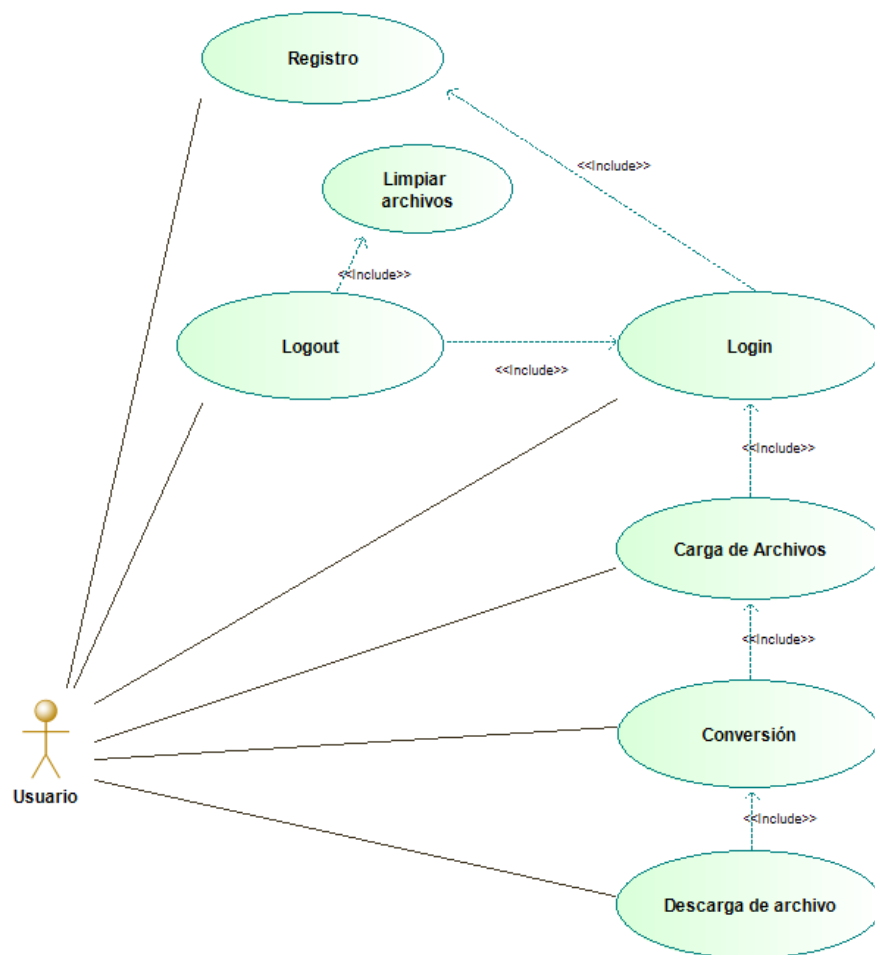 Registro
<<Include>>
Limpiar
archivos
<<Include>>
Logout
Login
<<Include>>
<<Include>>
Carga de Archivos
<<Include>>
Conversión
Usuario
<<Include>>
Descarga de archivo